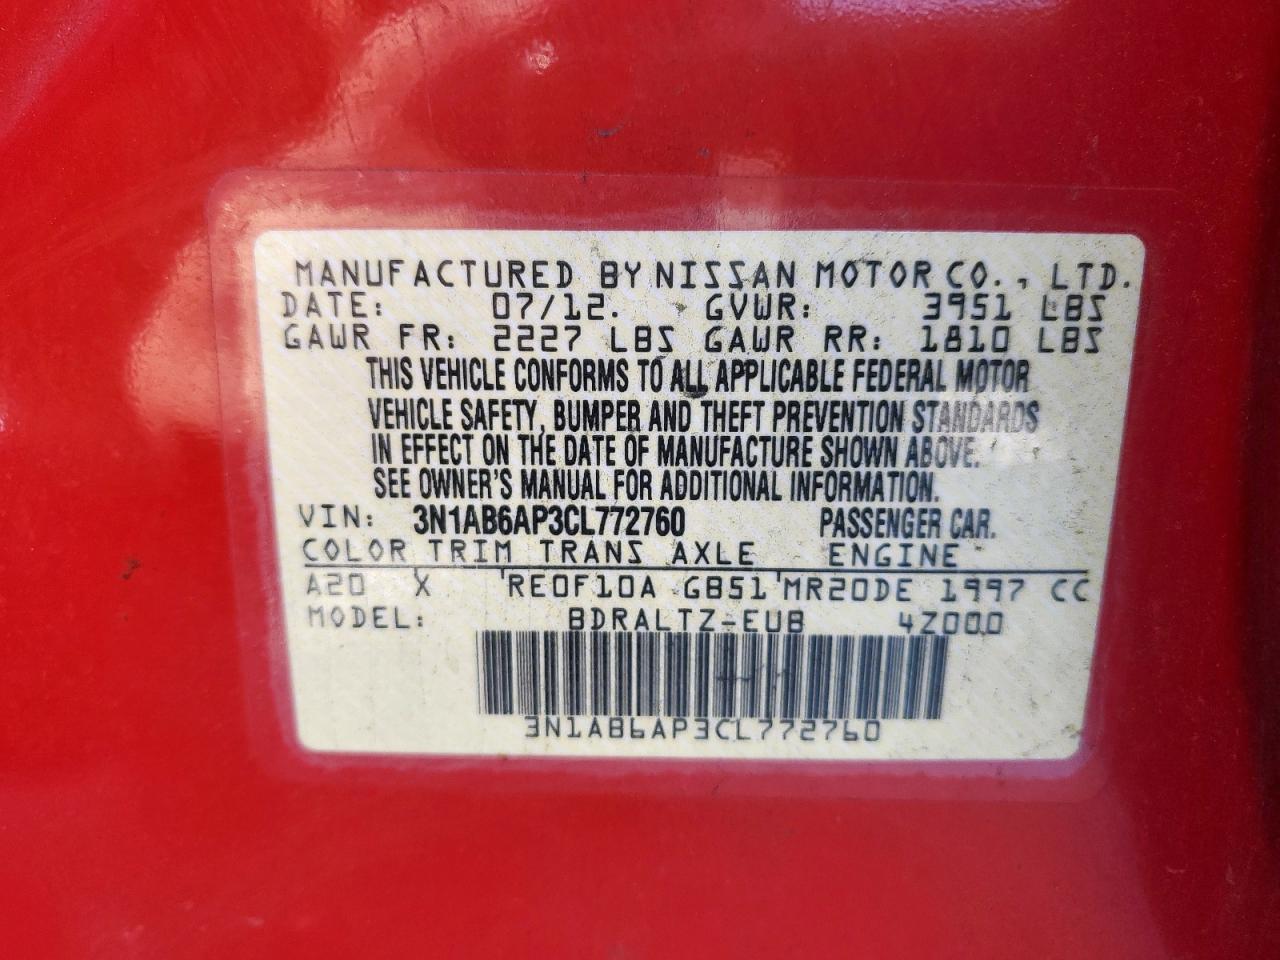 MANUFACTURED BY NISSAN MOTOR CO., LTD.
DATE: 07/12. GVWR: 3951 LBS
GAWR FR: 2227 LBS GAWR RR: 1810 LBS
THIS VEHICLE CONFORMS TO ALL APPLICABLE FEDERAL MOTOR
VEHICLE SAFETY, BUMPER AND THEFT PREVENTION STANDARDS
IN EFFECT ON THE DATE OF MANUFACTURE SHOWN ABOVE.
SEE OWNER'S MANUAL FOR ADDITIONAL INFORMATION.
VIN: 3N1AB6AP3CL772760 PASSENGER CAR.
COLOR TRIM TRANS AXLE ENGINE
A20 X RE0F10A GB51 MR20DE 1997 CC
MODEL: BDRALTZ-EUB 4Z000
3N1AB6AP3CL772760